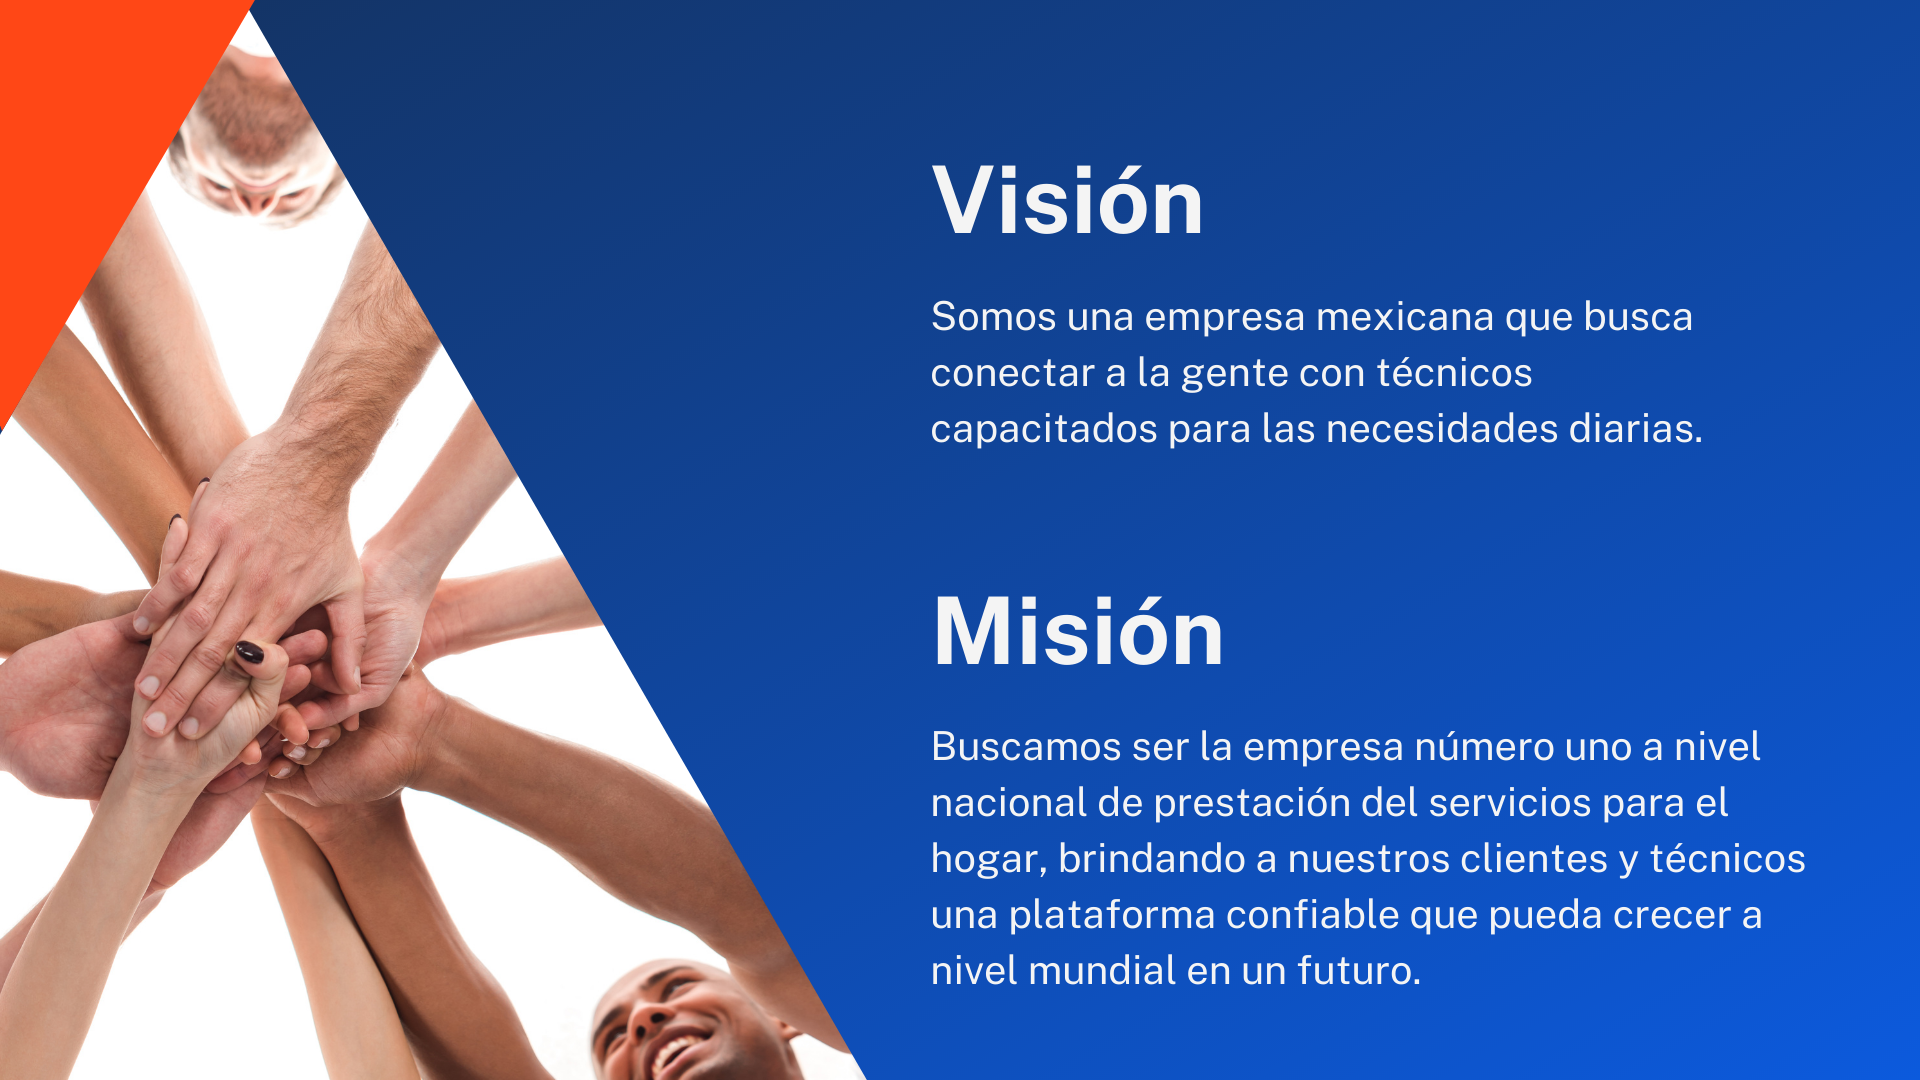 Visión
Somos una empresa mexicana que busca
conectar a la gente con técnicos
capacitados para las necesidades diarias.
Misión
Buscamos ser la empresa número uno a nivel
nacional de prestación del servicios para el
hogar, brindando a nuestros clientes y técnicos
una plataforma confiable que pueda crecer a
nivel mundial en un futuro.